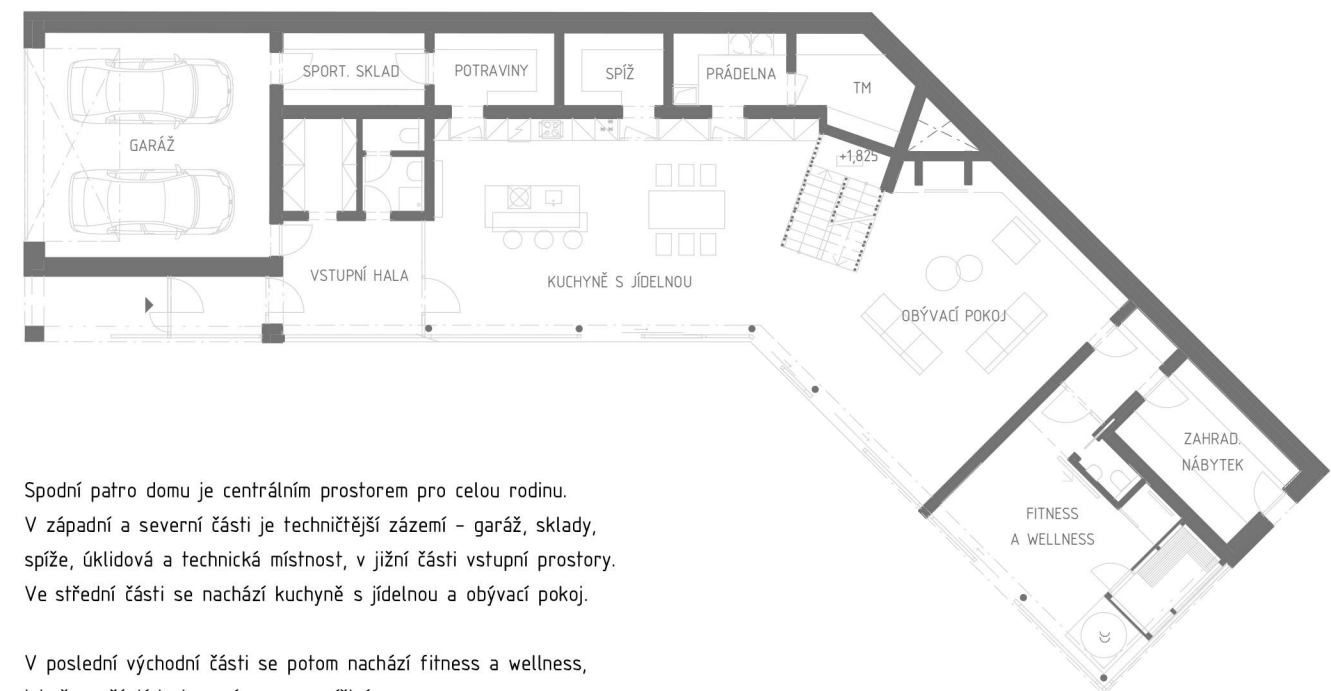 SPORT. SKLAD
POTRAVINY
SPÍŽ
PRÁDELNA
TM
GARÁŽ
+1,825
VSTUPNÍ HALA
KUCHYNĚ S JÍDELNOU
OBÝVACÍ POKOJ
ZAHRAD.
NÁBYTEK
FITNESS
A WELLNESS
Spodní patro domu je centrálním prostorem pro celou rodinu.
V západní a severní části je techničtější zázemí - garáž, sklady,
spíže, úklidová a technická místnost, v jižní části vstupní prostory.
Ve střední části se nachází kuchyně s jídelnou a obývací pokoj.
V poslední východní části se potom nachází fitness a wellness,